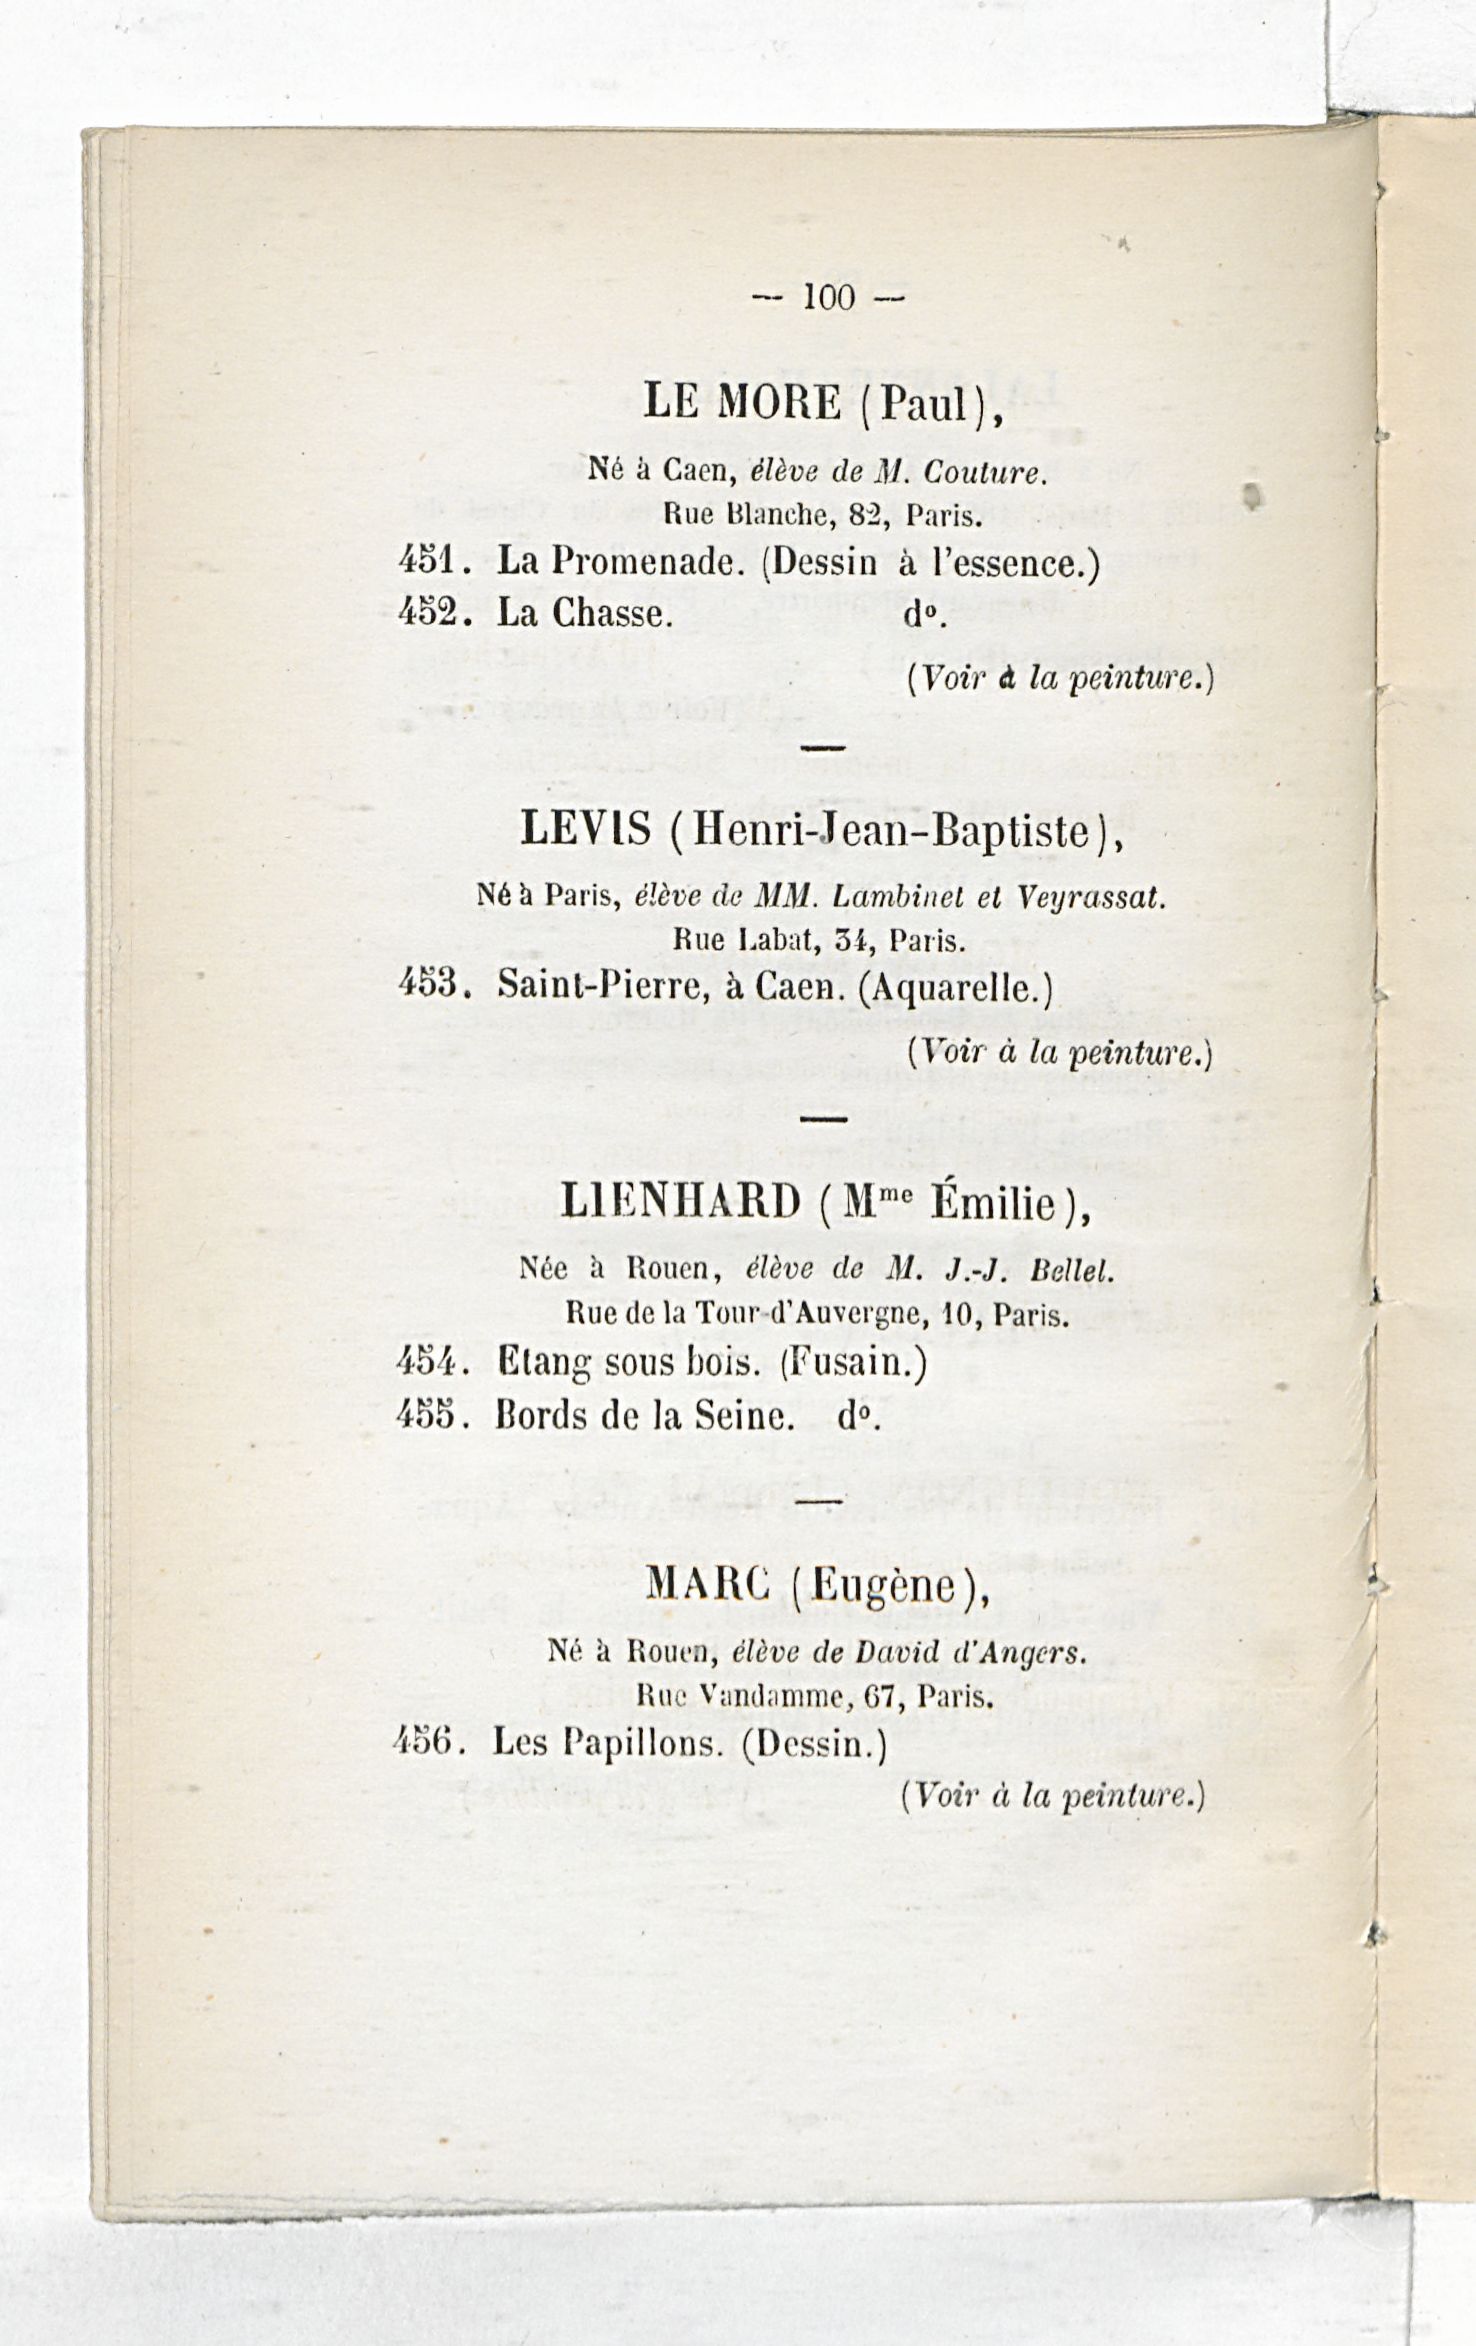 — 100 —
LE MORE (Paul),
Né à Caen, élève de M. Couture.
Rue Blanche, 82, Paris.
451. La Promenade. (Dessin à l'essence.)
452. La Chasse. dº.
(Voir à la peinture.)
LEVIS (Henri-Jean-Baptiste),
Né à Paris, élève de MM. Lambinet et Veyrassat.
Rue Labat, 34, Paris.
453. Saint-Pierre, à Caen. (Aquarelle.)
(Voir à la peinture.)
LIENHARD (Mme Émilie),
Née à Rouen, élève de M. J.-J. Bellel.
Rue de la Tour-d'Auvergne, 10, Paris.
454. Etang sous bois. (Fusain.)
455. Bords de la Seine. dº.
MARC (Eugène),
Né à Rouen, élève de David d'Angers.
Rue Vandamme, 67, Paris.
456. Les Papillons. (Dessin.)
(Voir à la peinture.)